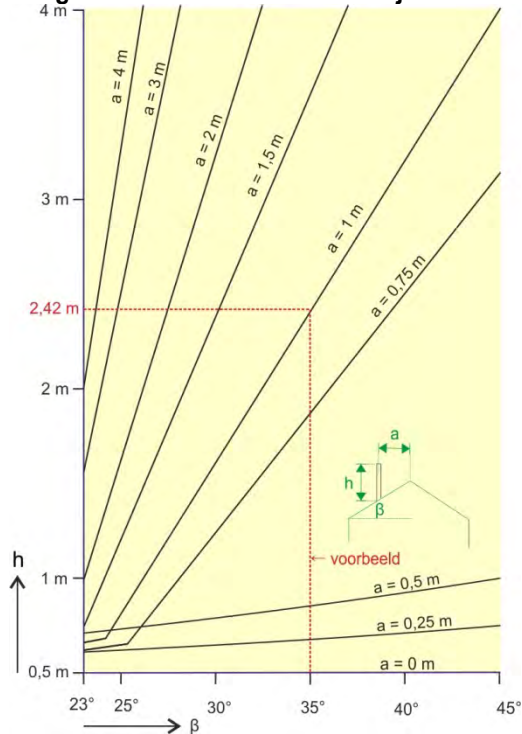 4 m
3 m
2,42 m
2 m
1 m
0,5 m
h
a = 4 m
a = 3 m
a = 2 m
a = 1,5 m
a = 1 m
a = 0,75 m
a
h
β
voorbeeld
a = 0,5 m
a = 0,25 m
a = 0 m
23° 25° 30° 35° 40° 45°
β